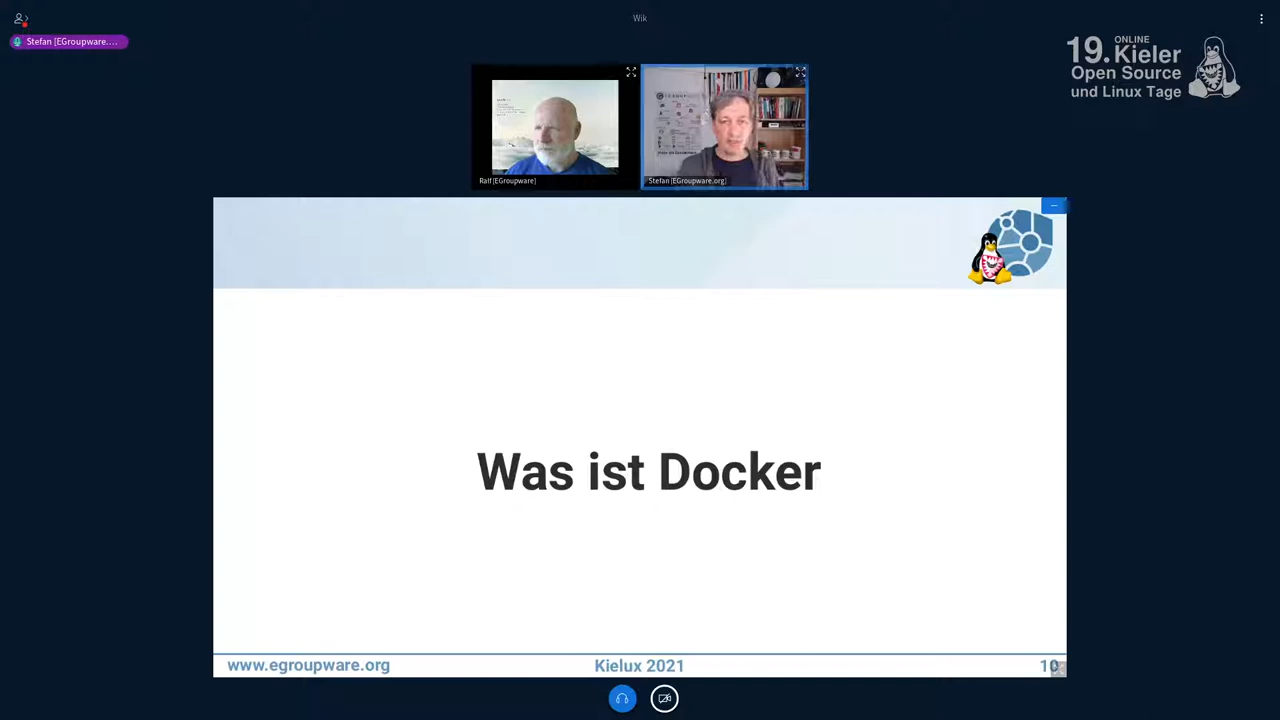 Wik
Stefan [EGroupware....
ONLINE
19. Kieler
Open Source
und Linux Tage
Ralf [EGroupware]
Stefan [EGroupware.org]
Was ist Docker
www.egroupware.org
Kielux 2021
10